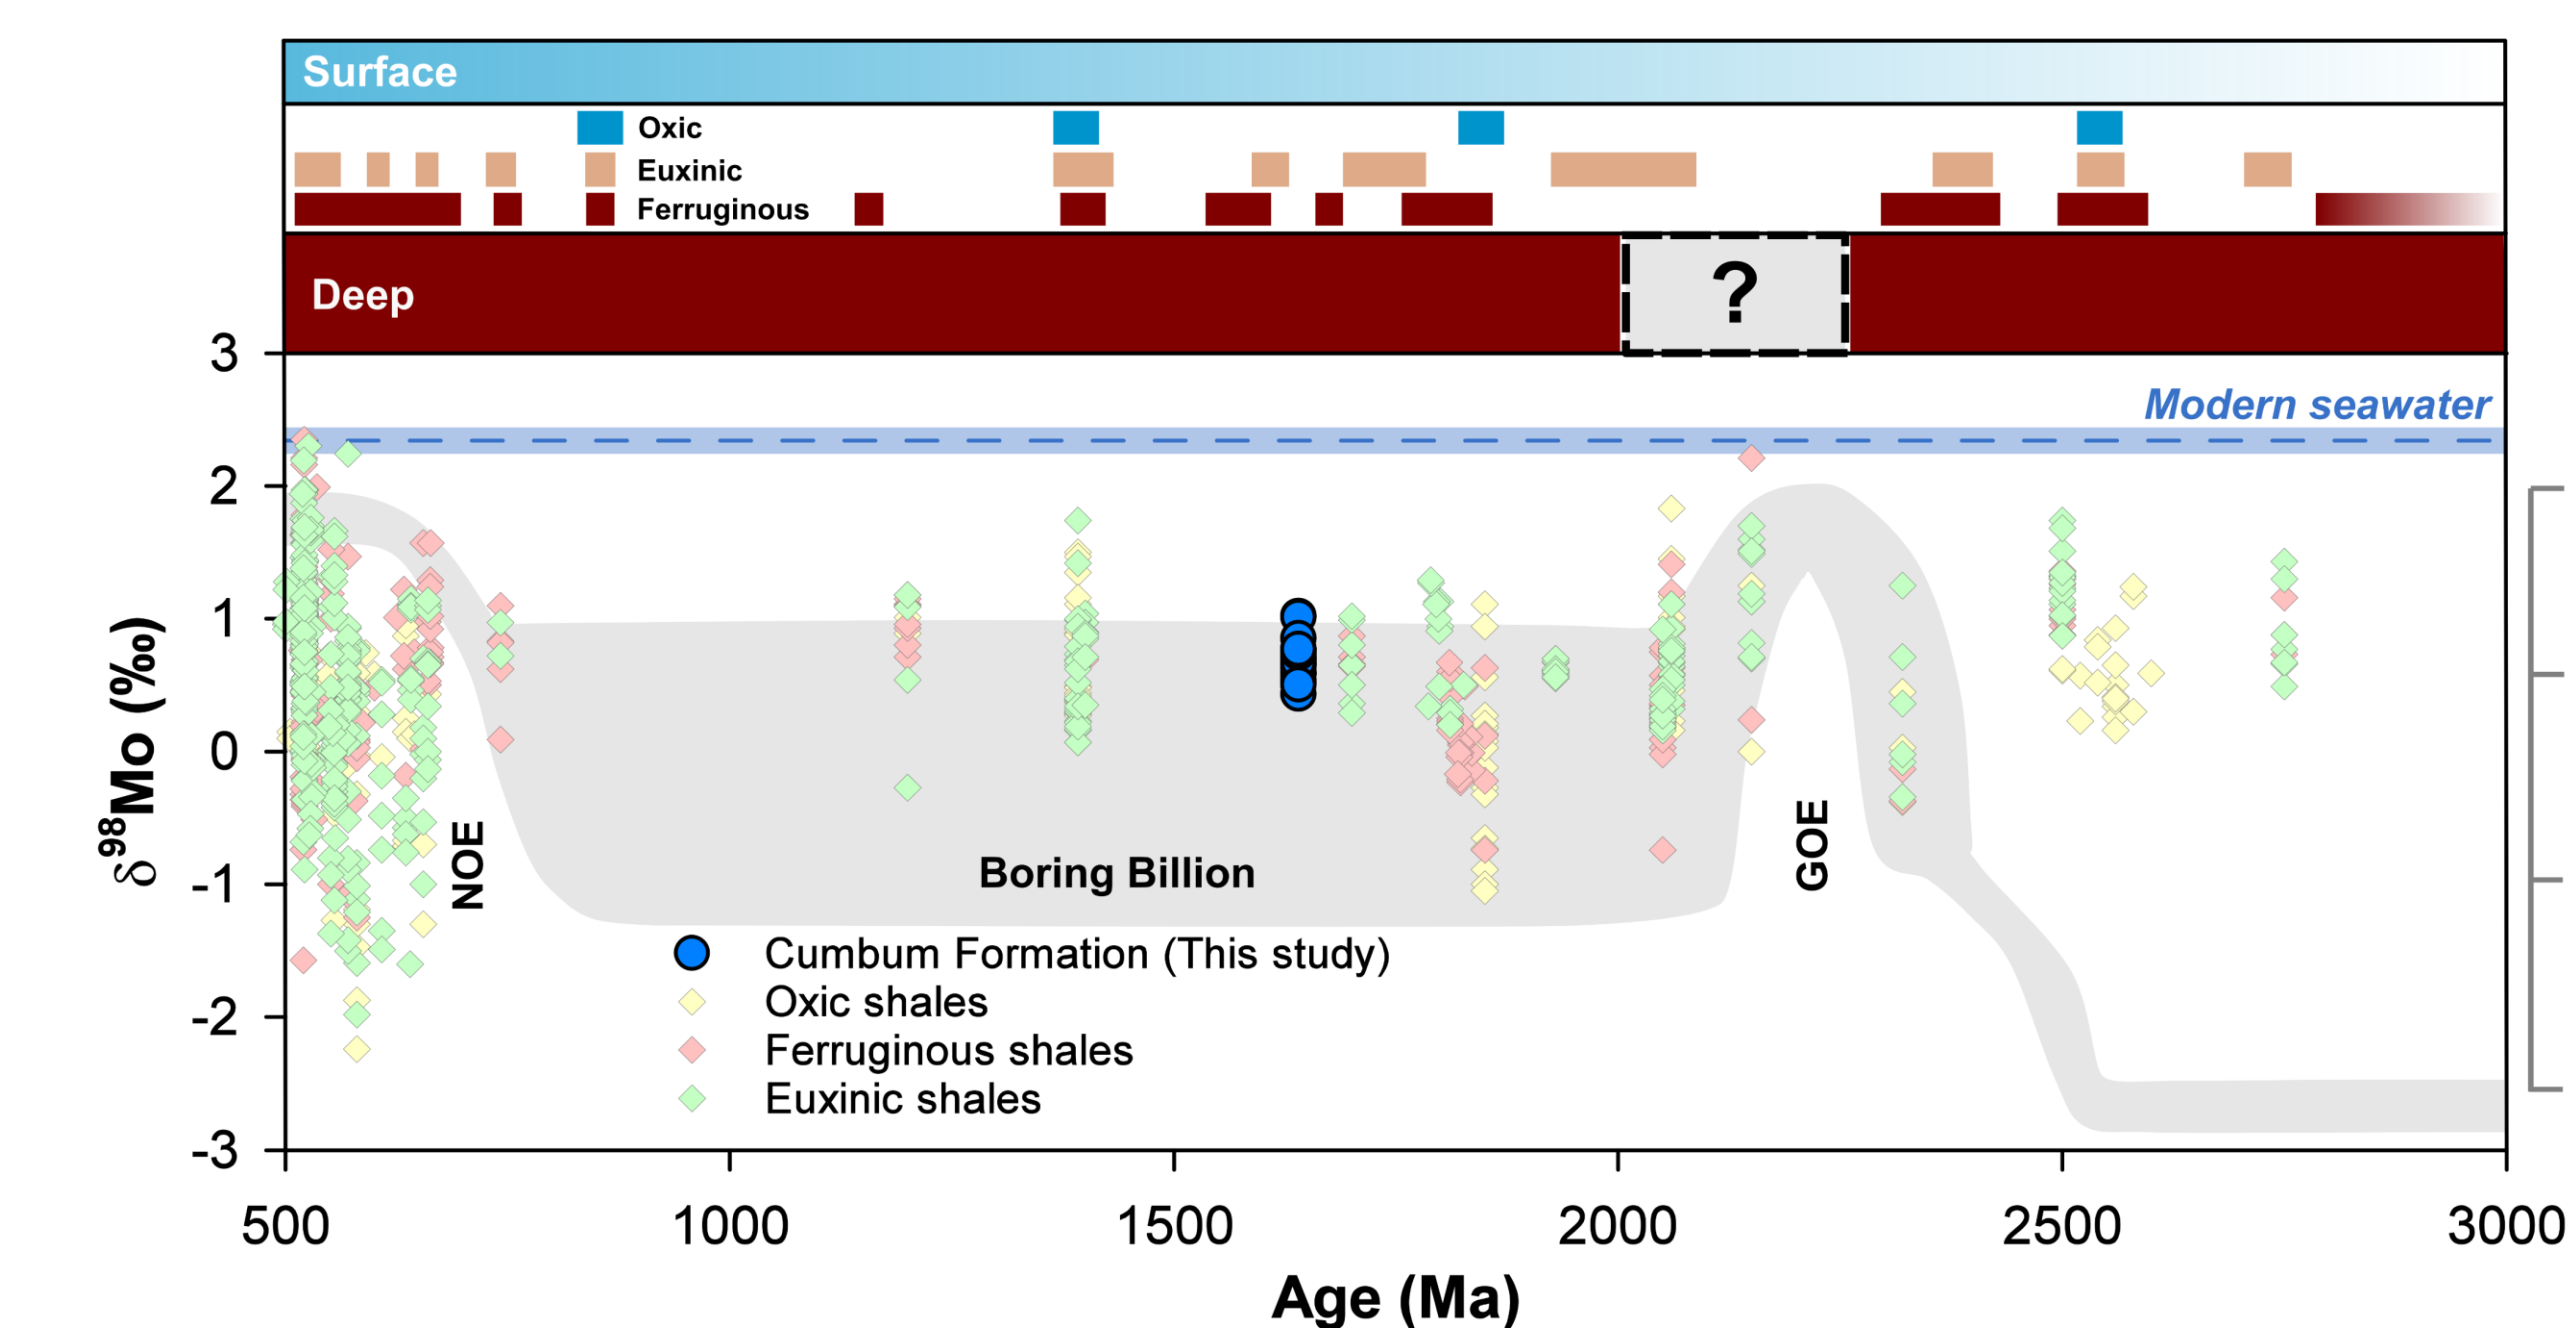 Surface
Oxic
Euxinic
Ferruginous
Deep
?
3
2
1
0
-1
-2
-3
δ98Mo (‰)
Modern seawater
NOE
Boring Billion
GOE
Cumbum Formation (This study)
Oxic shales
Ferruginous shales
Euxinic shales
500 1000 1500 2000 2500 3000
Age (Ma)